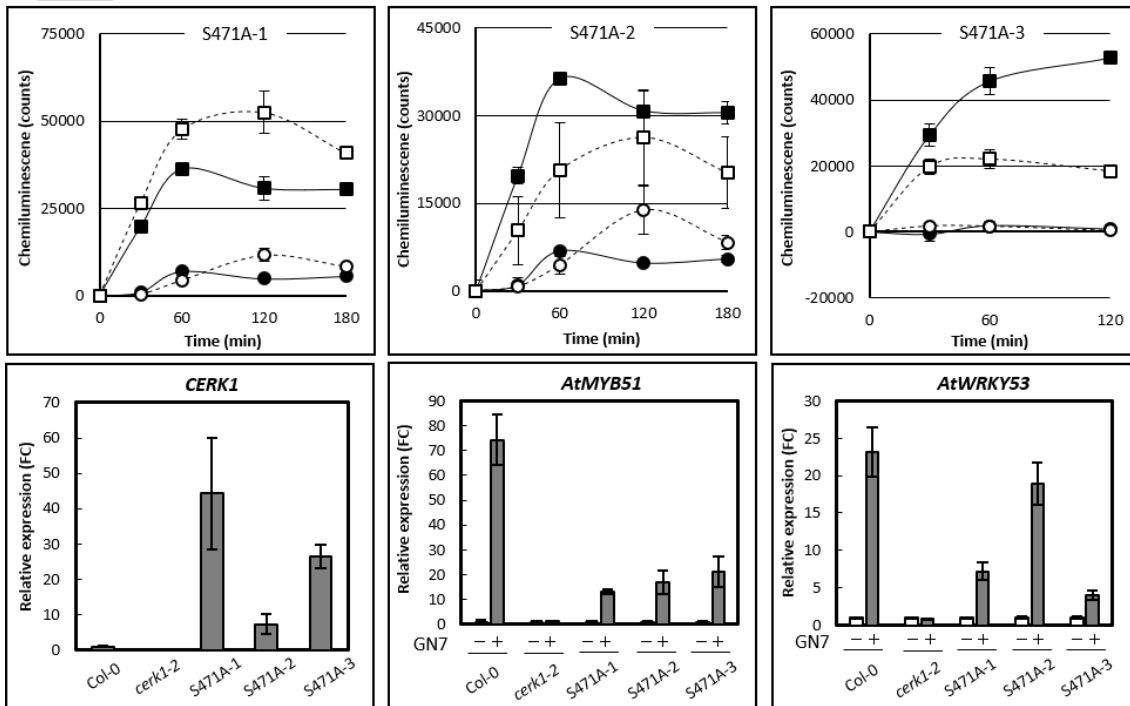 S471A-1
Chemiluminescene (counts)
75000
50000
25000
0
0 60 120 180
Time (min)
S471A-2
Chemiluminescene (counts)
45000
30000
15000
0
0 60 120 180
Time (min)
S471A-3
Chemiluminescene (counts)
60000
40000
20000
0
-20000
0 60 120
Time (min)
CERK1
Relative expression (FC)
70
60
50
40
30
20
10
0
Col-0 cerk1-2 S471A-1 S471A-2 S471A-3
AtMYB51
Relative expression (FC)
90
80
70
60
50
40
30
20
10
0
GN7 − + − + − + − + − +
Col-0 cerk1-2 S471A-1 S471A-2 S471A-3
AtWRKY53
Relative expression (FC)
30
25
20
15
10
5
0
GN7 − + − + − + − + − +
Col-0 cerk1-2 S471A-1 S471A-2 S471A-3